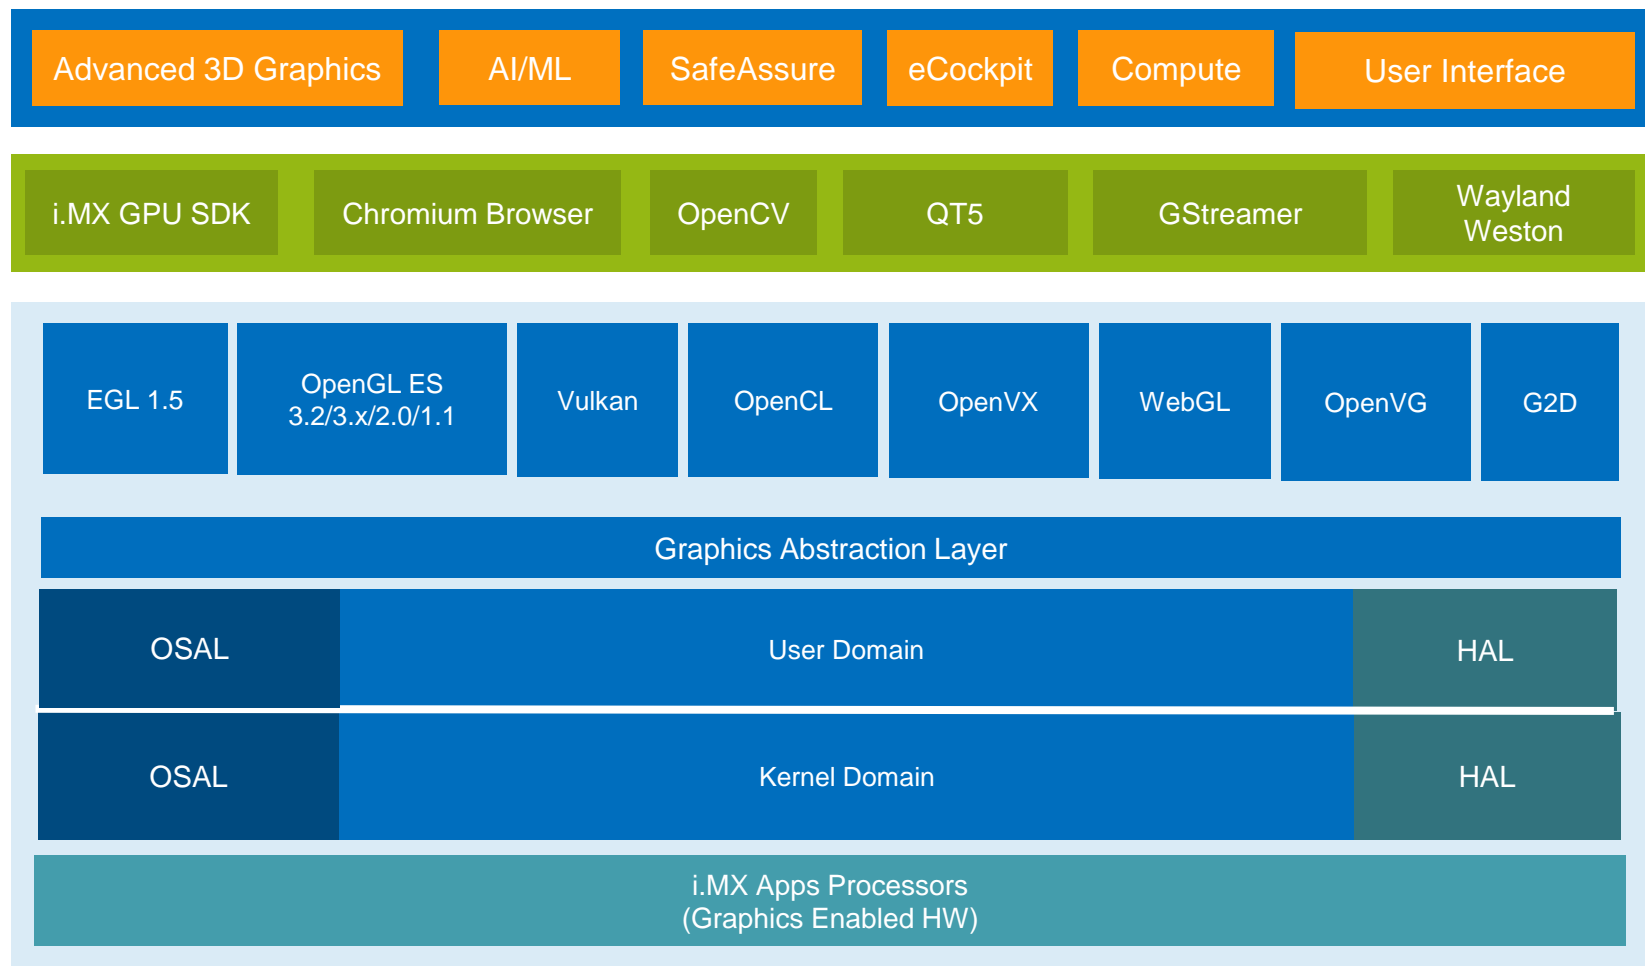 Advanced 3D Graphics
AI/ML
SafeAssure
eCockpit
Compute
User Interface
i.MX GPU SDK
Chromium Browser
OpenCV
QT5
GStreamer
Wayland
Weston
EGL 1.5
OpenGL ES
3.2/3.x/2.0/1.1
Vulkan
OpenCL
OpenVX
WebGL
OpenVG
G2D
Graphics Abstraction Layer
OSAL
User Domain
HAL
OSAL
Kernel Domain
HAL
i.MX Apps Processors
(Graphics Enabled HW)